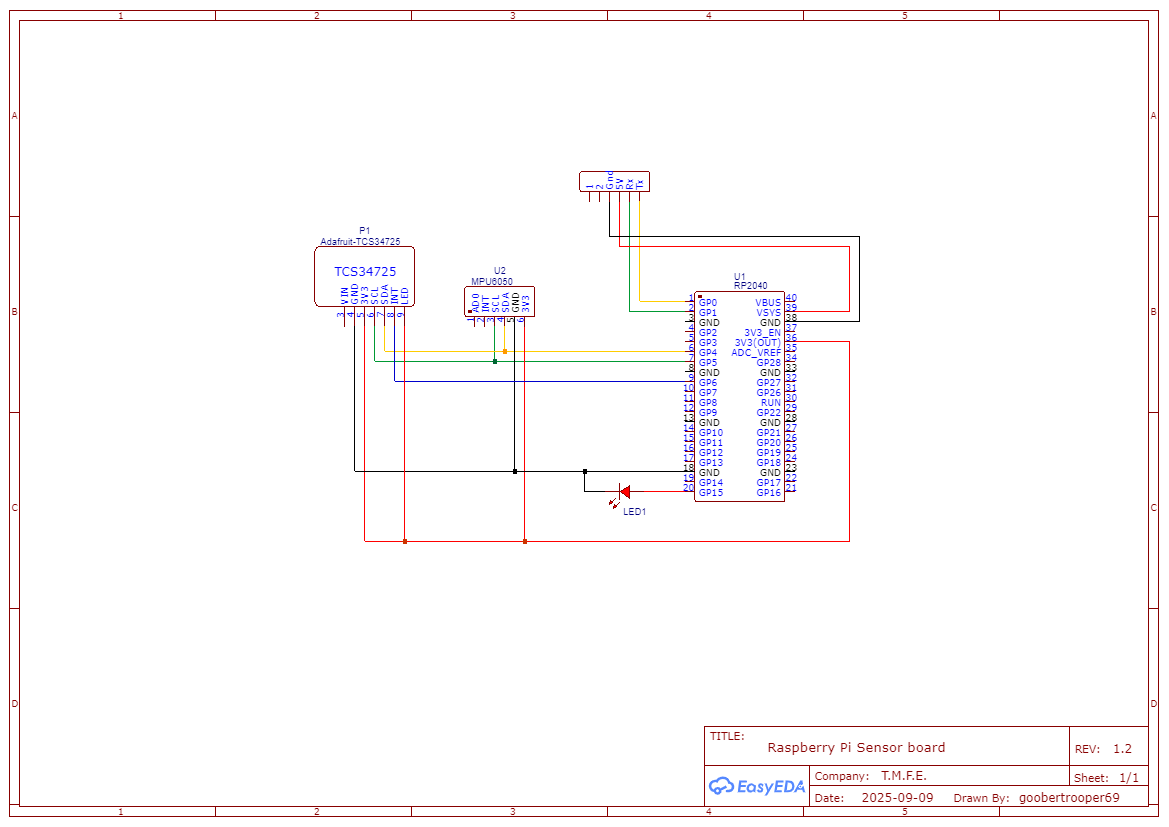 1 2 3 4 5
A A
B B
C C
D D
1 2 Gnd 5V Rx Tx
P1
Adafruit-TCS34725
TCS34725
VIN GND 3V3 SCL SDA INT LED
3 4 5 6 7 8 9
U2
MPU6050
AD0 INT SCL SDA GND 3V3
1 2 3 4 5 6
U1
RP2040
1 GP0 VBUS 40
2 GP1 VSYS 39
3 GND GND 38
4 GP2 3V3_EN 37
5 GP3 3V3(OUT) 36
6 GP4 ADC_VREF 35
7 GP5 GP28 34
8 GND GND 33
9 GP6 GP27 32
10 GP7 GP26 31
11 GP8 RUN 30
12 GP9 GP22 29
13 GND GND 28
14 GP10 GP21 27
15 GP11 GP20 26
16 GP12 GP19 25
17 GP13 GP18 24
18 GND GND 23
19 GP14 GP17 22
20 GP15 GP16 21
LED1
TITLE:
Raspberry Pi Sensor board
REV: 1.2
EasyEDA
Company: T.M.F.E.
Sheet: 1/1
Date: 2025-09-09 Drawn By: goobertrooper69
1 2 3 4 5